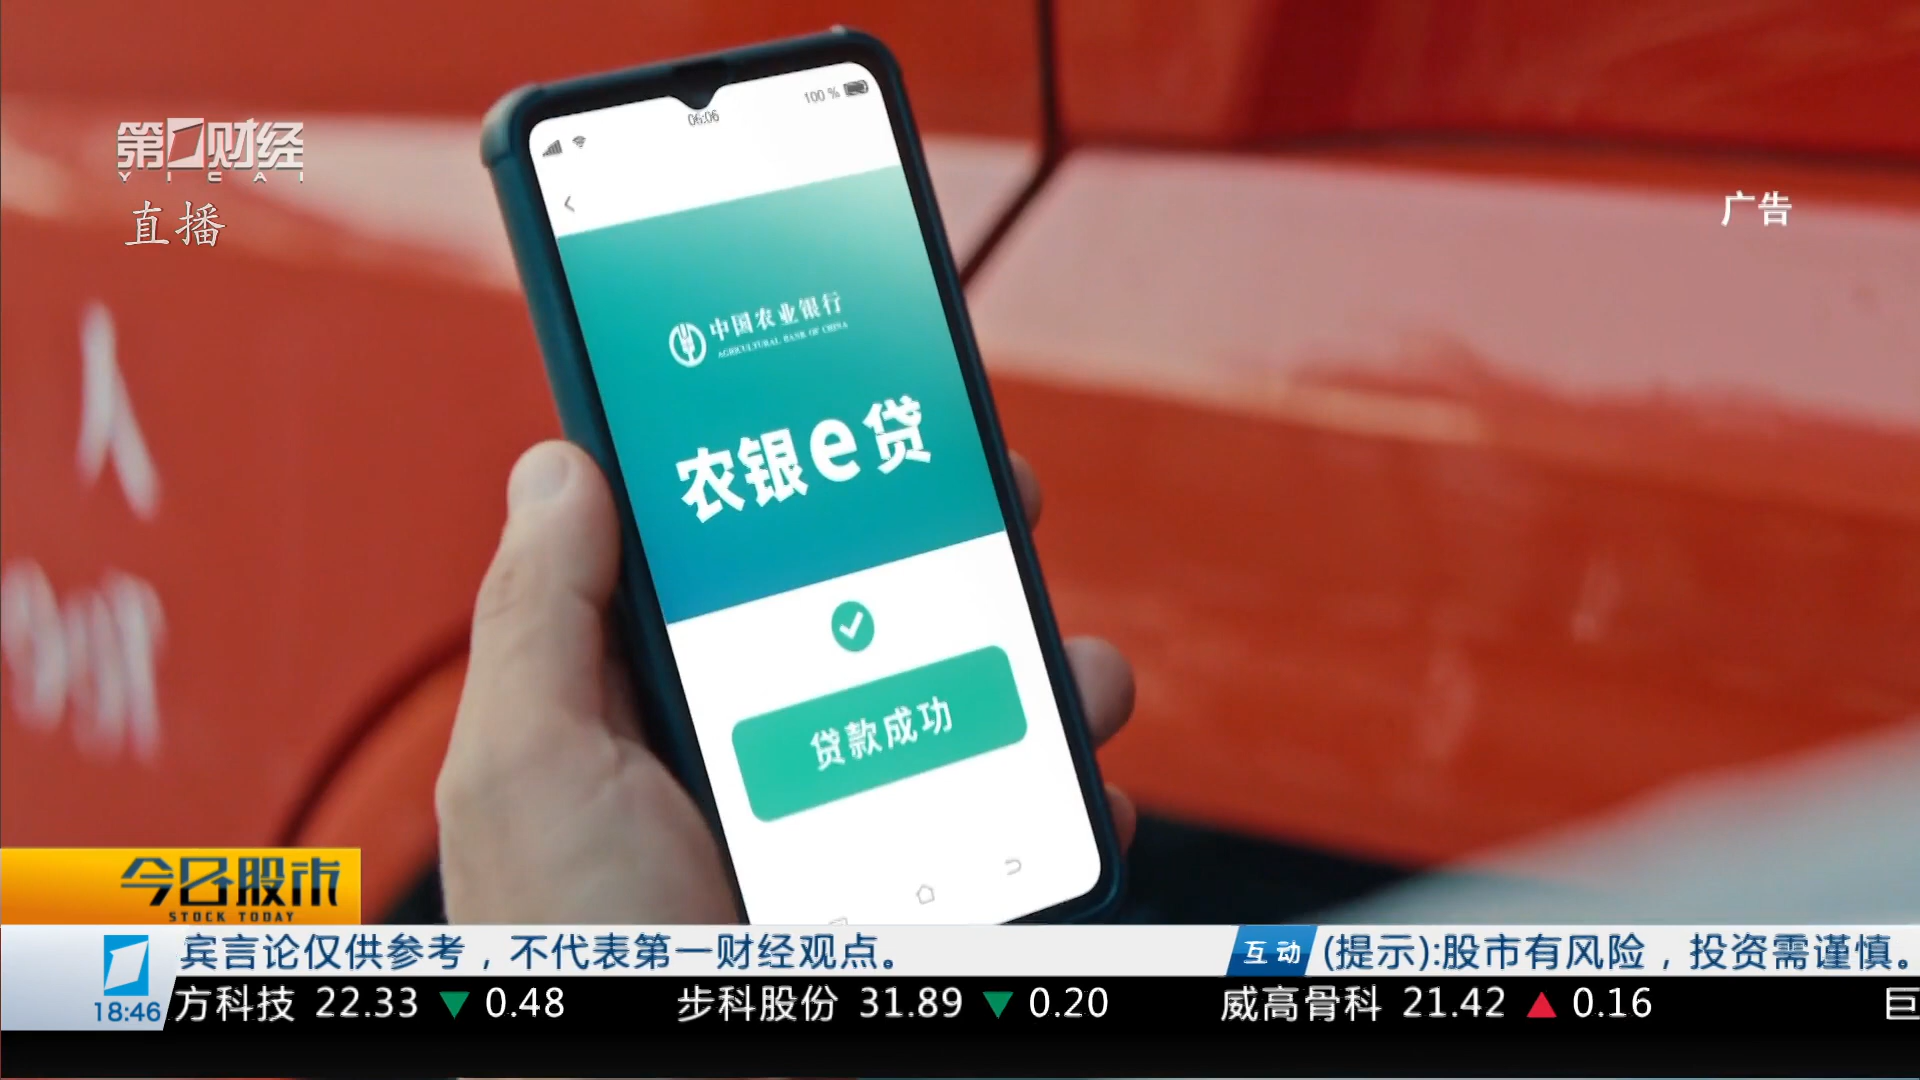 第1财经
YICAI
直播
广告
100 %
06:06
中国农业银行
AGRICULTURAL BANK OF CHINA
农银e贷
贷款成功
今日股市
STOCK TODAY
宾言论仅供参考，不代表第一财经观点。
互动 (提示):股市有风险，投资需谨慎。
18:46
方科技 22.33 ▼ 0.48 步科股份 31.89 ▼ 0.20 威高骨科 21.42 ▲ 0.16 巨